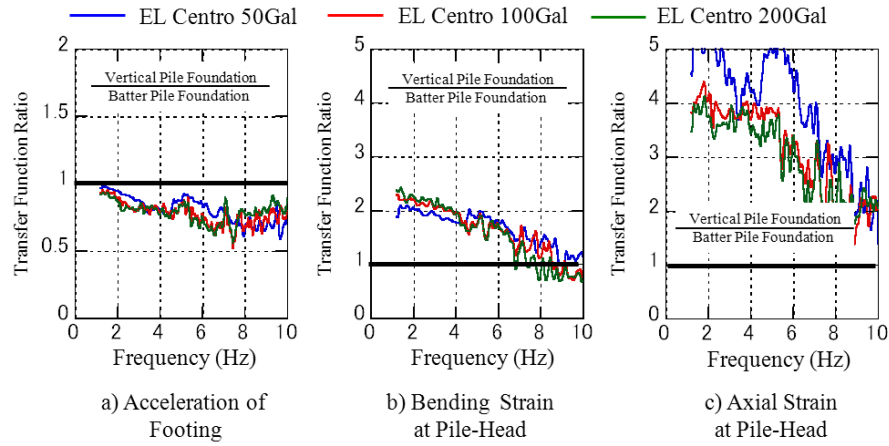 EL Centro 50Gal EL Centro 100Gal EL Centro 200Gal
Transfer Function Ratio
2
1.5
1
0.5
0
Vertical Pile Foundation
Batter Pile Foundation
0 2 4 6 8 10
Frequency (Hz)
a) Acceleration of
Footing
Transfer Function Ratio
5
4
3
2
1
0
Vertical Pile Foundation
Batter Pile Foundation
0 2 4 6 8 10
Frequency (Hz)
b) Bending Strain
at Pile-Head
Transfer Function Ratio
5
4
3
2
1
0
Vertical Pile Foundation
Batter Pile Foundation
0 2 4 6 8 10
Frequency (Hz)
c) Axial Strain
at Pile-Head